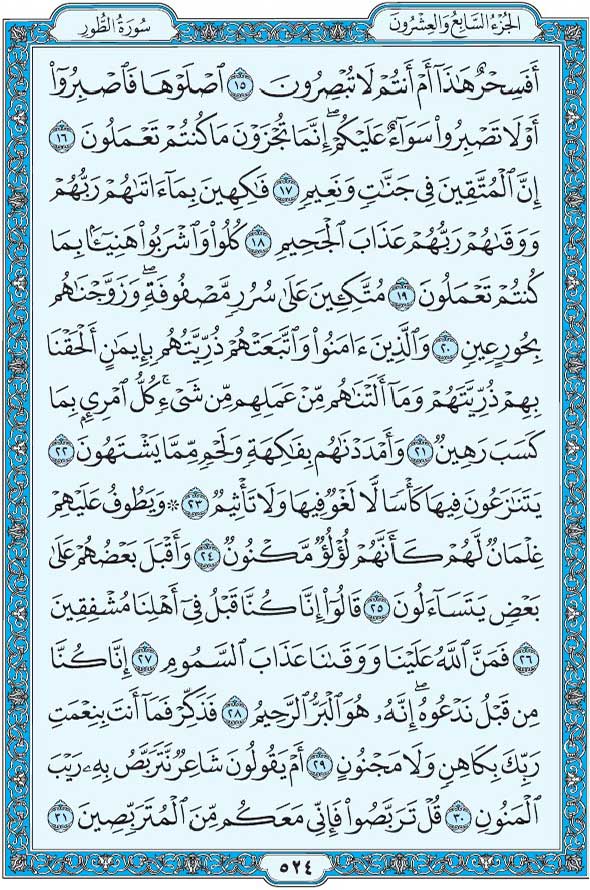 الجُزْءُ السَّابِعُ وَالعِشْرُونَ
سُورَةُ الطُّورِ
أَفَسِحْرٌ هَٰذَآ أَمْ أَنتُمْ لَا تُبْصِرُونَ ١٥ ٱصْلَوْهَا فَٱصْبِرُوٓا۟
أَوْ لَا تَصْبِرُوا۟ سَوَآءٌ عَلَيْكُمْ ۖ إِنَّمَا تُجْزَوْنَ مَا كُنتُمْ تَعْمَلُونَ ١٦
إِنَّ ٱلْمُتَّقِينَ فِى جَنَّـٰتٍ وَنَعِيمٍ ١٧ فَـٰكِهِينَ بِمَآ ءَاتَىٰهُمْ رَبُّهُمْ
وَوَقَىٰهُمْ رَبُّهُمْ عَذَابَ ٱلْجَحِيمِ ١٨ كُلُوا۟ وَٱشْرَبُوا۟ هَنِيٓـًٔۢا بِمَا
كُنتُمْ تَعْمَلُونَ ١٩ مُتَّكِـِٔينَ عَلَىٰ سُرُرٍ مَّصْفُوفَةٍ ۖ وَزَوَّجْنَـٰهُم
بِحُورٍ عِينٍ ٢٠ وَٱلَّذِينَ ءَامَنُوا۟ وَٱتَّبَعَتْهُمْ ذُرِّيَّتُهُم بِإِيمَـٰنٍ أَلْحَقْنَا
بِهِمْ ذُرِّيَّتَهُمْ وَمَآ أَلَتْنَـٰهُم مِّنْ عَمَلِهِم مِّن شَىْءٍ ۚ كُلُّ ٱمْرِئٍۭ بِمَا
كَسَبَ رَهِينٌ ٢١ وَأَمْدَدْنَـٰهُم بِفَـٰكِهَةٍ وَلَحْمٍ مِّمَّا يَشْتَهُونَ ٢٢
يَتَنَـٰزَعُونَ فِيهَا كَأْسًا لَّا لَغْوٌ فِيهَا وَلَا تَأْثِيمٌ ٢٣ ۞ وَيَطُوفُ عَلَيْهِمْ
غِلْمَانٌ لَّهُمْ كَأَنَّهُمْ لُؤْلُؤٌ مَّكْنُونٌ ٢٤ وَأَقْبَلَ بَعْضُهُمْ عَلَىٰ
بَعْضٍ يَتَسَآءَلُونَ ٢٥ قَالُوٓا۟ إِنَّا كُنَّا قَبْلُ فِىٓ أَهْلِنَا مُشْفِقِينَ
٢٦ فَمَنَّ ٱللَّهُ عَلَيْنَا وَوَقَىٰنَا عَذَابَ ٱلسَّمُومِ ٢٧ إِنَّا كُنَّا
مِن قَبْلُ نَدْعُوهُ ۖ إِنَّهُۥ هُوَ ٱلْبَرُّ ٱلرَّحِيمُ ٢٨ فَذَكِّرْ فَمَآ أَنتَ بِنِعْمَتِ
رَبِّكَ بِكَاهِنٍ وَلَا مَجْنُونٍ ٢٩ أَمْ يَقُولُونَ شَاعِرٌ نَّتَرَبَّصُ بِهِۦ رَيْبَ
ٱلْمَنُونِ ٣٠ قُلْ تَرَبَّصُوا۟ فَإِنِّى مَعَكُم مِّنَ ٱلْمُتَرَبِّصِينَ ٣١
٥٢٤